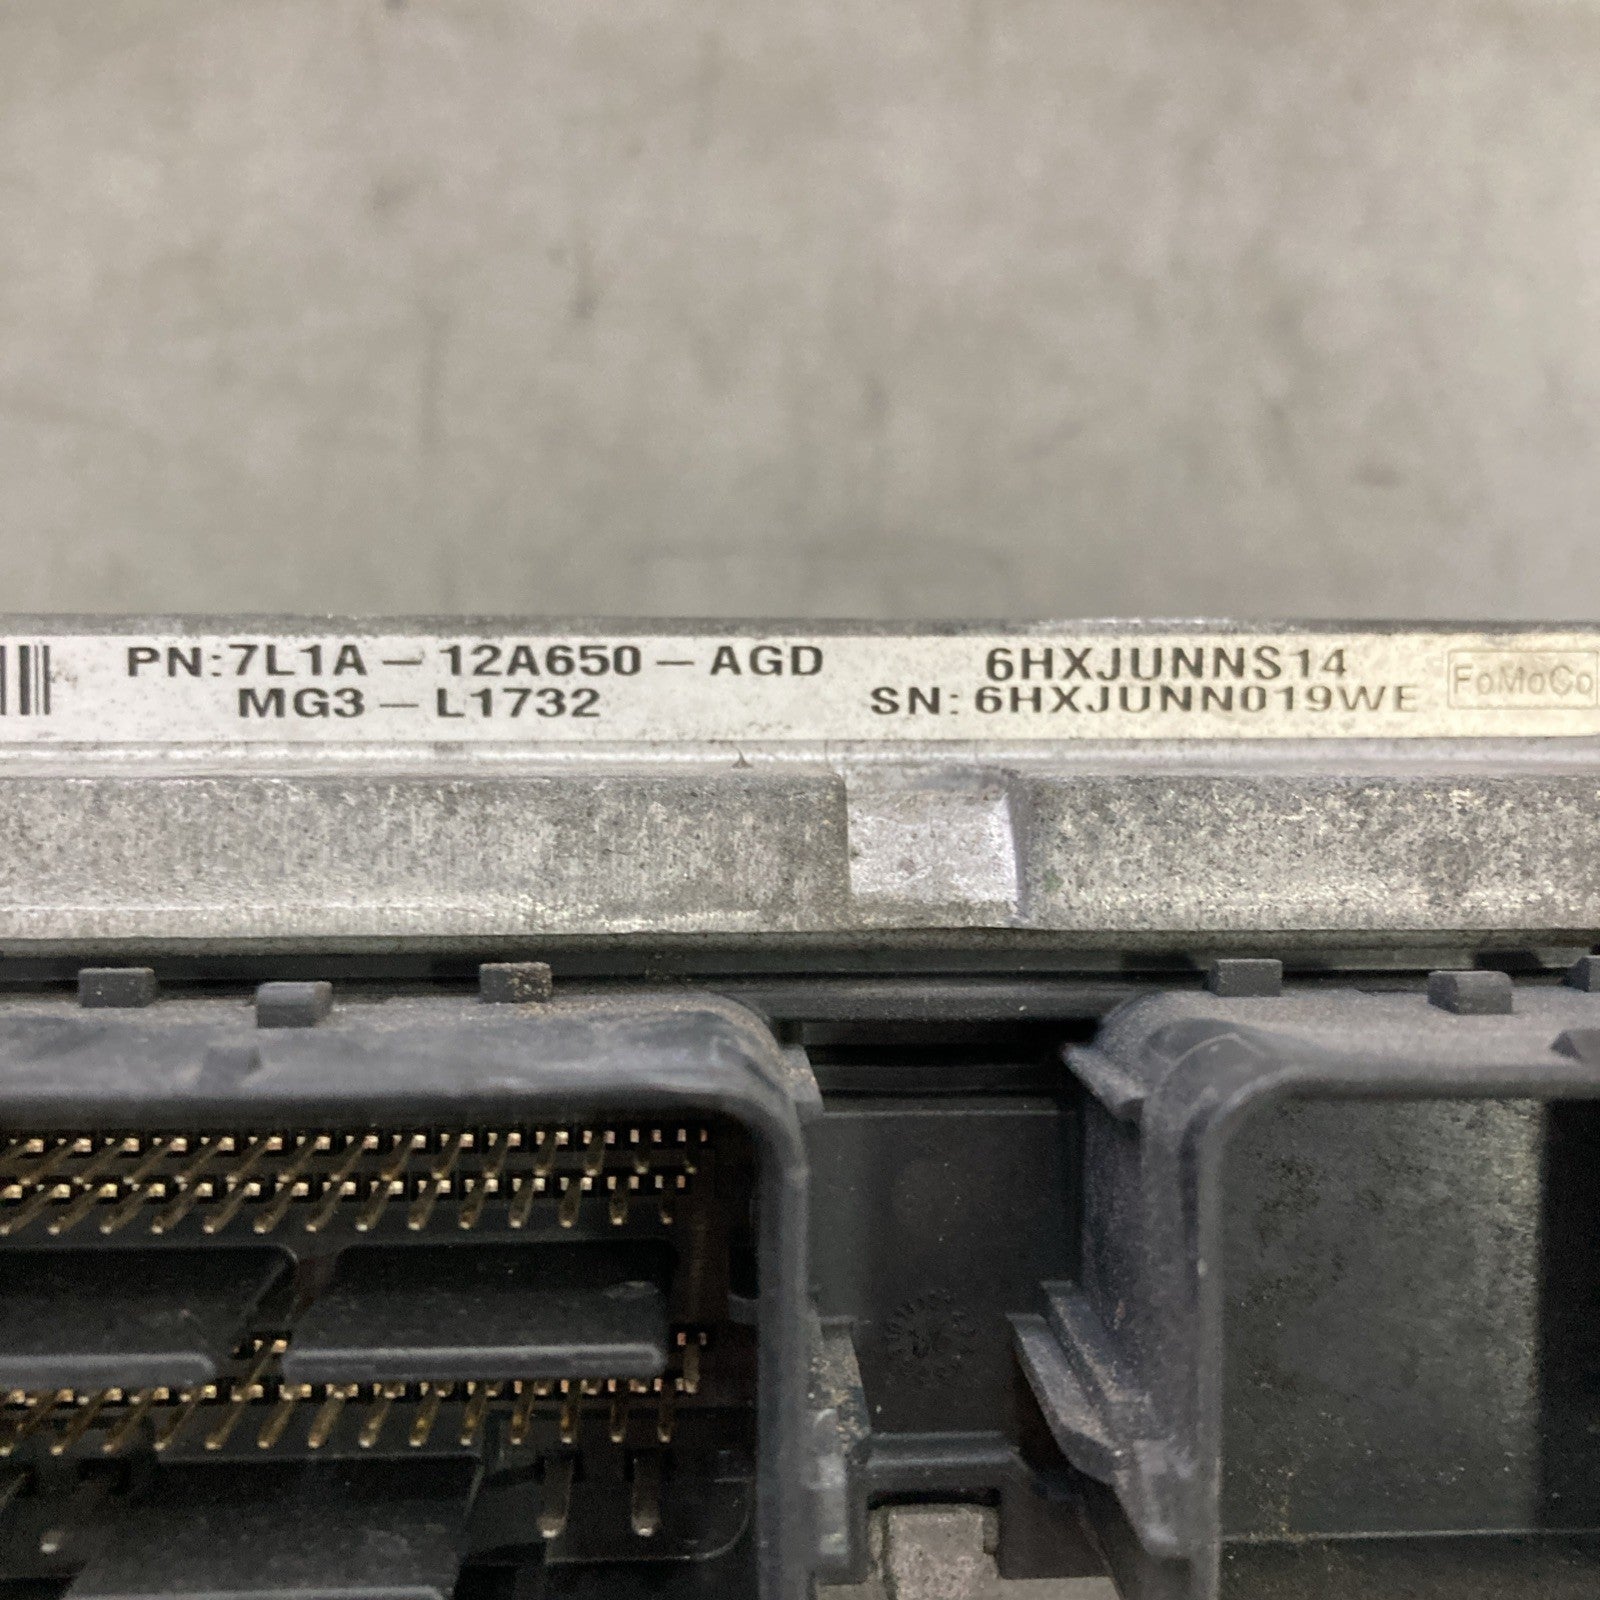 PN:7L1A-12A650-AGD 6HXJUNNS14
MG3-L1732 SN: 6HXJUNN019WE
FoMoCo